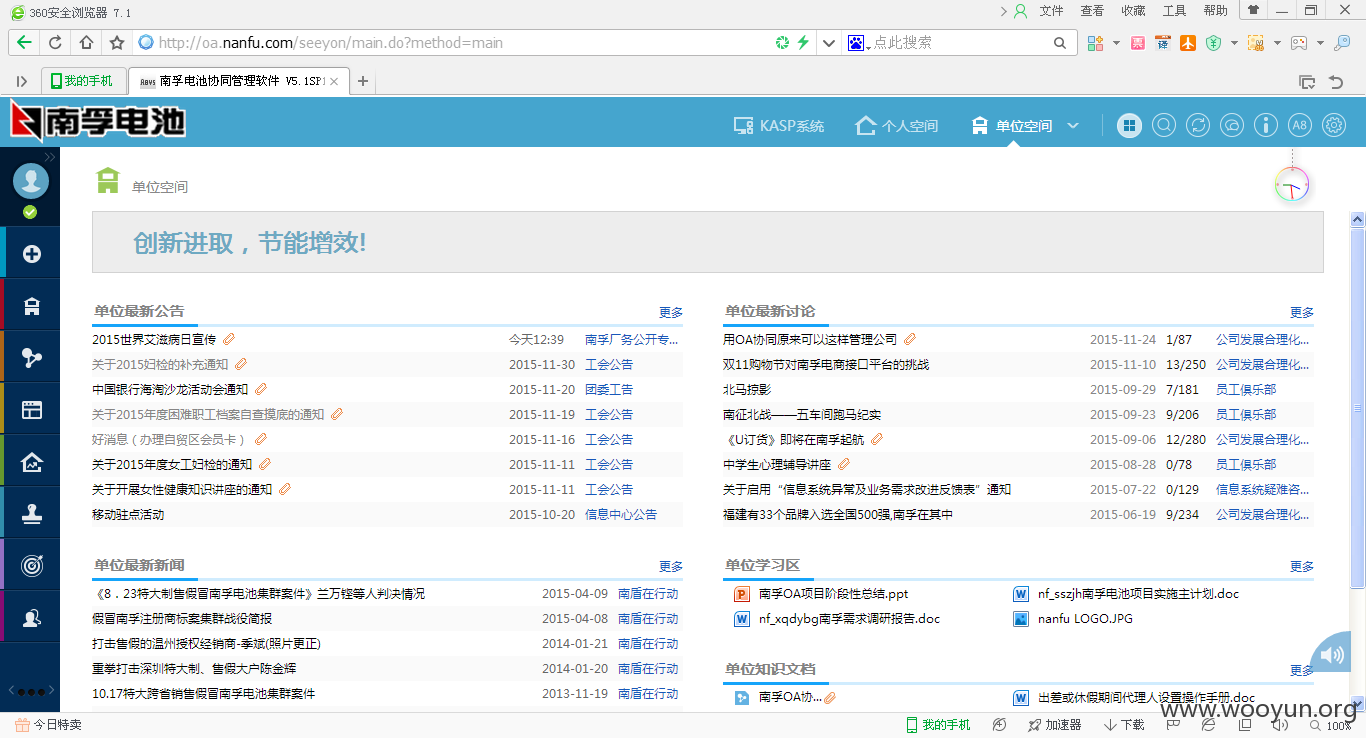 360安全浏览器 7.1
文件 查看 收藏 工具 帮助
http://oa.nanfu.com/seeyon/main.do?method=main
点此搜索
我的手机
南孚电池协同管理软件 V5.1SP1
南孚电池
KASP系统 个人空间 单位空间
A8
单位空间
创新进取，节能增效!
单位最新公告 更多
2015世界艾滋病日宣传 今天12:39 南孚厂务公开专...
关于2015妇检的补充通知 2015-11-30 工会公告
中国银行海淘沙龙活动会通知 2015-11-20 团委工告
关于2015年度困难职工档案自查摸底的通知 2015-11-19 工会公告
好消息（办理自贸区会员卡） 2015-11-16 工会公告
关于2015年度女工妇检的通知 2015-11-11 工会公告
关于开展女性健康知识讲座的通知 2015-11-11 工会公告
移动驻点活动 2015-10-20 信息中心公告
单位最新讨论 更多
用OA协同原来可以这样管理公司 2015-11-24 1/87 公司发展合理化...
双11购物节对南孚电商接口平台的挑战 2015-11-10 13/250 公司发展合理化...
北马掠影 2015-09-29 7/181 员工俱乐部
南征北战——五车间跑马纪实 2015-09-23 9/206 员工俱乐部
《U订货》即将在南孚起航 2015-09-06 12/280 公司发展合理化...
中学生心理辅导讲座 2015-08-28 0/78 员工俱乐部
关于启用“信息系统异常及业务需求改进反馈表”通知 2015-07-22 0/129 信息系统疑难咨...
福建有33个品牌入选全国500强,南孚在其中 2015-06-19 9/234 公司发展合理化...
单位最新新闻 更多
《8．23特大制售假冒南孚电池集群案件》兰万铿等人判决情况 2015-04-09 南盾在行动
假冒南孚注册商标案集群战役简报 2015-04-08 南盾在行动
打击售假的温州授权经销商-季斌(照片更正) 2014-01-21 南盾在行动
重拳打击深圳特大制、售假大户陈金辉 2014-01-20 南盾在行动
10.17特大跨省销售假冒南孚电池集群案件 2013-11-19 南盾在行动
单位学习区 更多
南孚OA项目阶段性总结.ppt nf_sszjh南孚电池项目实施主计划.doc
nf_xqdybg南孚需求调研报告.doc nanfu LOGO.JPG
单位知识文档 更多
南孚OA协... 出差或休假期间代理人设置操作手册.doc
www.wooyun.org
今日特卖 我的手机 加速器 下载 100%